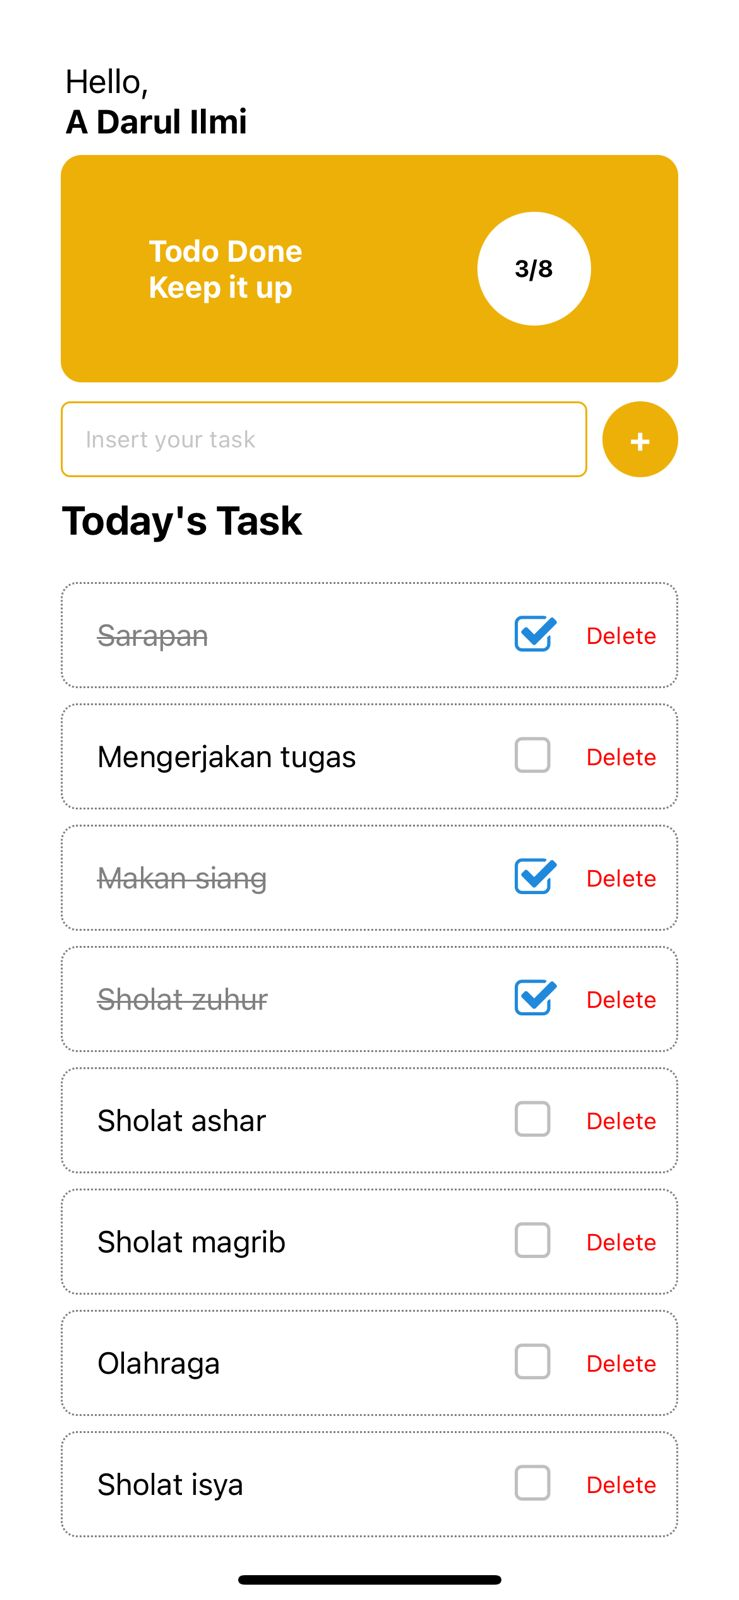 Hello,
A Darul Ilmi
Todo Done
Keep it up
3/8
Insert your task
+
Today's Task
Sarapan Delete
Mengerjakan tugas Delete
Makan siang Delete
Sholat zuhur Delete
Sholat ashar Delete
Sholat magrib Delete
Olahraga Delete
Sholat isya Delete